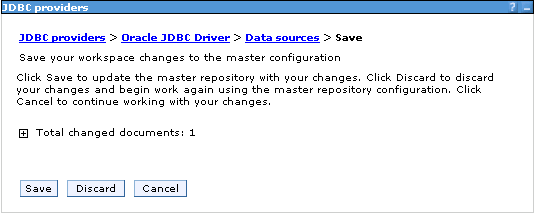 JDBC providers ? –
JDBC providers > Oracle JDBC Driver > Data sources > Save
Save your workspace changes to the master configuration
Click Save to update the master repository with your changes. Click Discard to discard
your changes and begin work again using the master repository configuration. Click
Cancel to continue working with your changes.
+ Total changed documents: 1
Save Discard Cancel